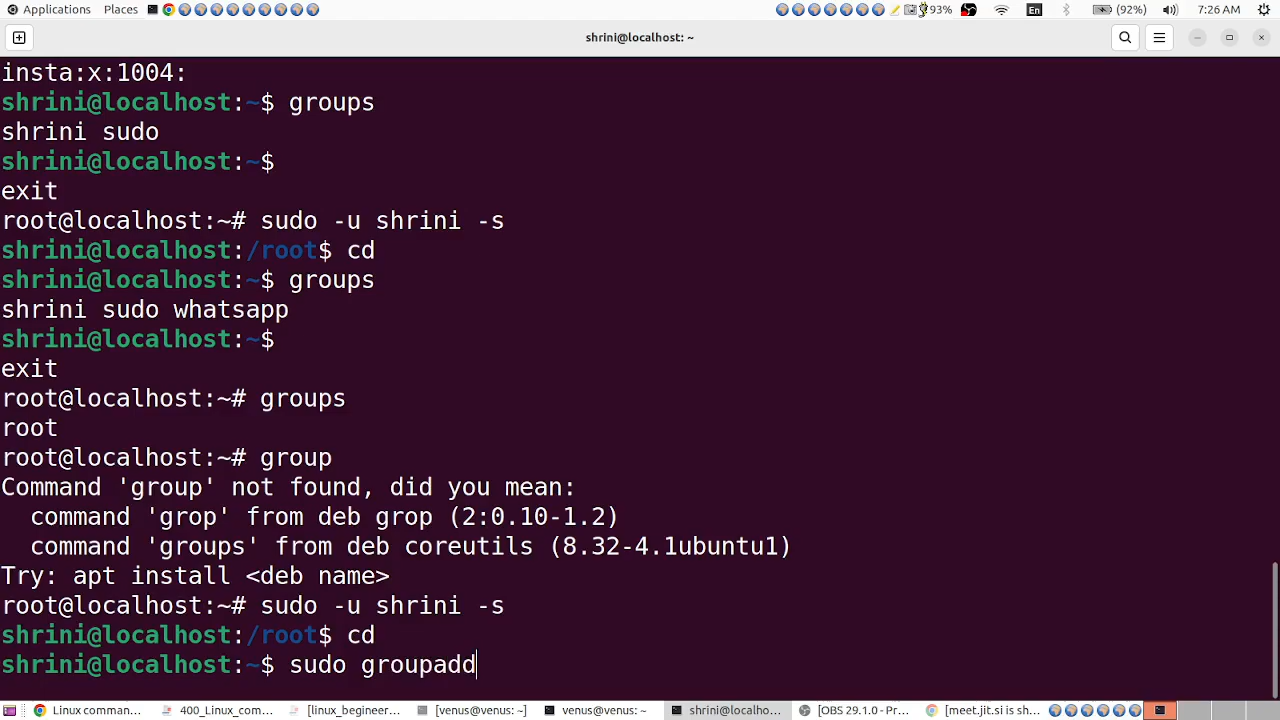 Applications Places 93% En (92%) 7:26 AM
shrini@localhost: ~
insta:x:1004:
shrini@localhost:~$ groups
shrini sudo
shrini@localhost:~$
exit
root@localhost:~# sudo -u shrini -s
shrini@localhost:/root$ cd
shrini@localhost:~$ groups
shrini sudo whatsapp
shrini@localhost:~$
exit
root@localhost:~# groups
root
root@localhost:~# group
Command 'group' not found, did you mean:
  command 'grop' from deb grop (2:0.10-1.2)
  command 'groups' from deb coreutils (8.32-4.1ubuntu1)
Try: apt install <deb name>
root@localhost:~# sudo -u shrini -s
shrini@localhost:/root$ cd
shrini@localhost:~$ sudo groupadd
Linux comman... 400_Linux_com... [linux_begineer... [venus@venus: ~] venus@venus: ~ shrini@localho... [OBS 29.1.0 - Pr... [meet.jit.si is sh...